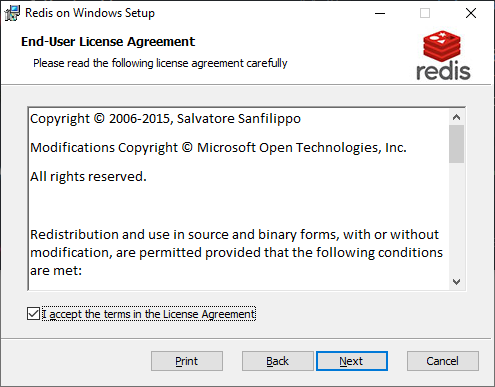 Redis on Windows Setup
End-User License Agreement
Please read the following license agreement carefully
redis
Copyright © 2006-2015, Salvatore Sanfilippo
Modifications Copyright © Microsoft Open Technologies, Inc.
All rights reserved.
Redistribution and use in source and binary forms, with or without
modification, are permitted provided that the following conditions
are met:
I accept the terms in the License Agreement
Print
Back
Next
Cancel